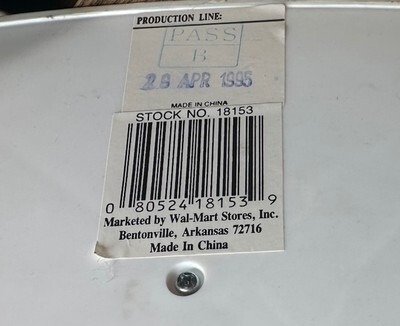 PRODUCTION LINE:
PASS
B
28 APR 1995
MADE IN CHINA
STOCK NO. 18153
0 80524 18153 9
Marketed by Wal-Mart Stores, Inc.
Bentonville, Arkansas 72716
Made In China